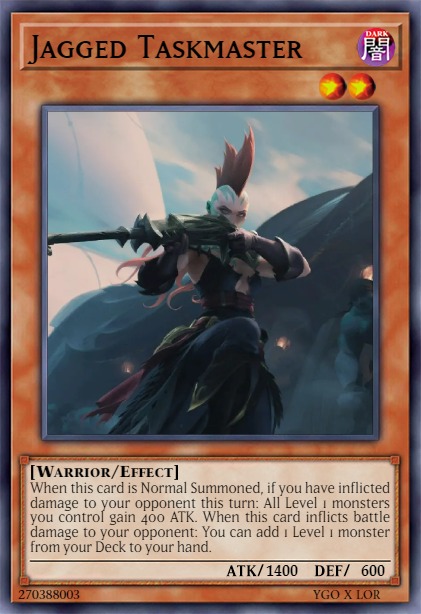 Jagged Taskmaster
DARK
闇
[Warrior/Effect]
When this card is Normal Summoned, if you have inflicted
damage to your opponent this turn: All Level 1 monsters
you control gain 400 ATK. When this card inflicts battle
damage to your opponent: You can add 1 Level 1 monster
from your Deck to your hand.
ATK/1400 DEF/ 600
270388003 YGO X LOR